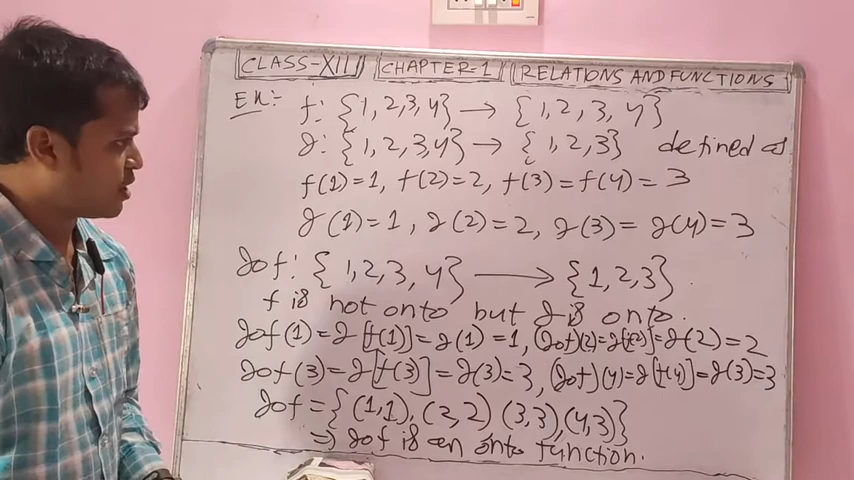 CLASS-XII CHAPTER-1 RELATIONS AND FUNCTIONS
EX:- f: {1,2,3,4} → {1,2,3,4}
g: {1,2,3,4} → {1,2,3} defined as
f(1)=1, f(2)=2, f(3)=f(4)=3
g(1)=1, g(2)=2, g(3)=g(4)=3
gof: {1,2,3,4} → {1,2,3}
f is not onto but g is onto.
gof(1)=g[f(1)]=g(1)=1, (gof)(2)=g[f(2)]=g(2)=2
gof(3)=g[f(3)]=g(3)=3, (gof)(4)=g[f(4)]=g(3)=3
gof={(1,1),(2,2) (3,3),(4,3)}
⇒ gof is an onto function.